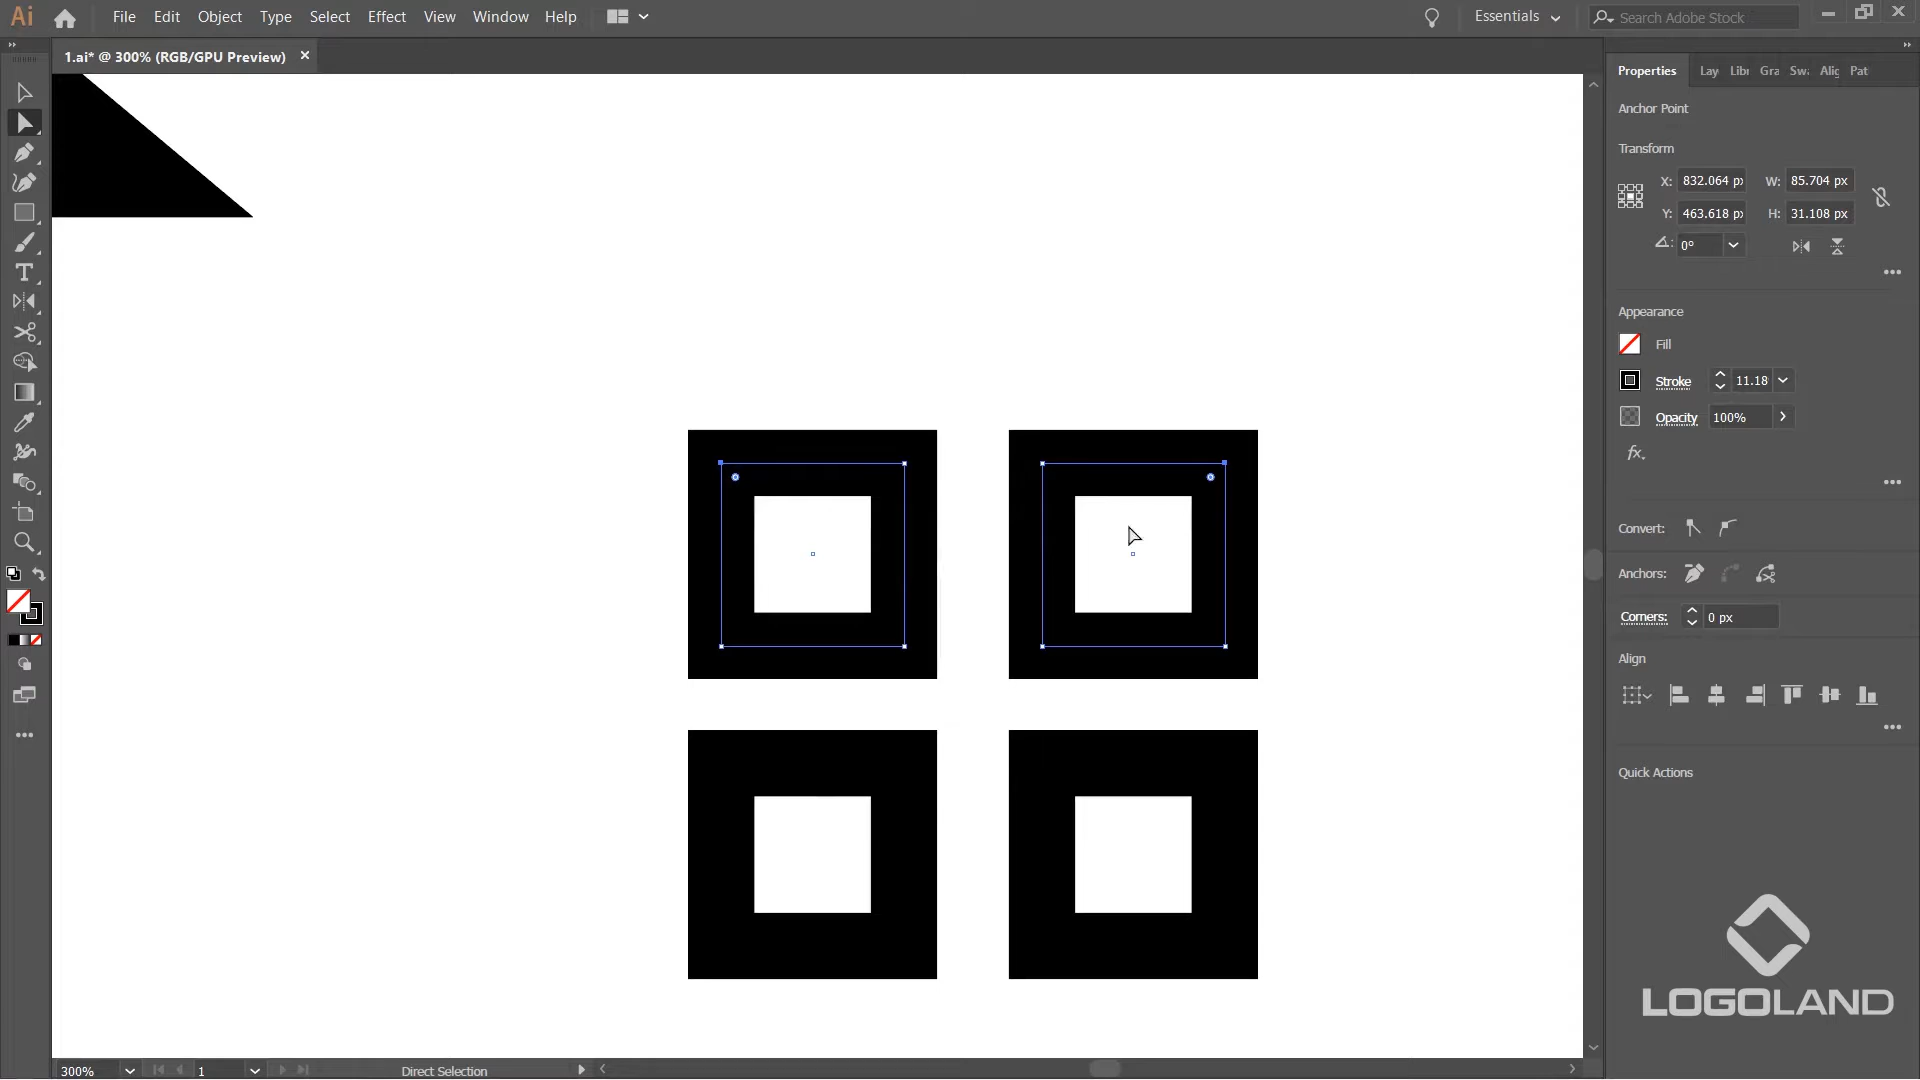 Ai File Edit Object Type Select Effect View Window Help Essentials Search Adobe Stock
1.ai* @ 300% (RGB/GPU Preview)
Properties Lay Libr Gra Swa Alig Pat
Anchor Point
Transform
X: 832.064 px W: 85.704 px
Y: 463.618 px H: 31.108 px
0°
Appearance
Fill
Stroke 11.18
Opacity 100%
fx.
Convert:
Anchors:
Corners: 0 px
Align
Quick Actions
LOGOLAND
300% 1 Direct Selection